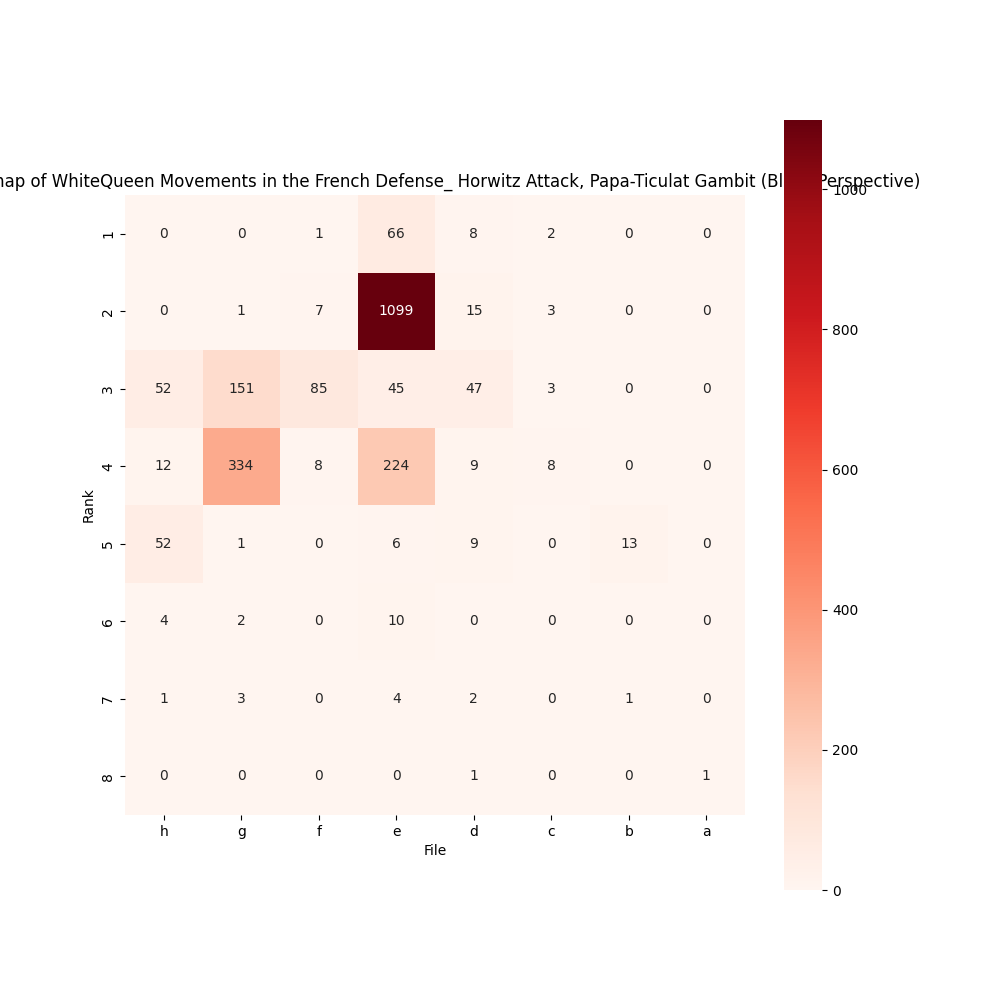 map of WhiteQueen Movements in the French Defense_ Horwitz Attack, Papa-Ticulat Gambit (Bl Perspective)
1000
1 0 0 1 66 8 2 0 0
2 0 1 7 1099 15 3 0 0
800
3 52 151 85 45 47 3 0 0
4 12 334 8 224 9 8 0 0
600
Rank
5 52 1 0 6 9 0 13 0
6 4 2 0 10 0 0 0 0
400
7 1 3 0 4 2 0 1 0
200
8 0 0 0 0 1 0 0 1
h g f e d c b a
File
0